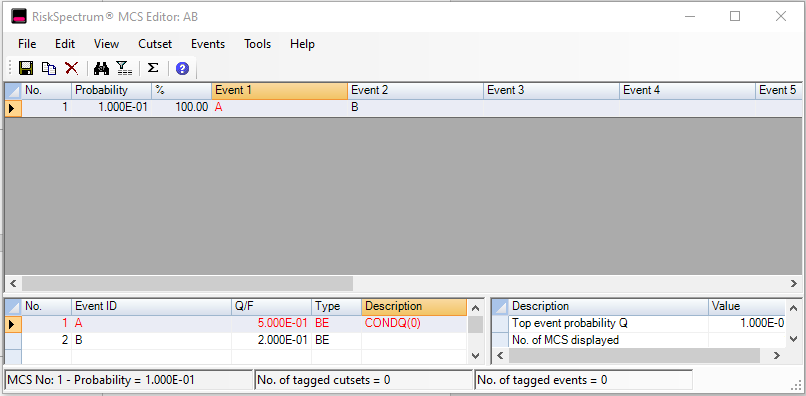 RiskSpectrum® MCS Editor: AB
File Edit View Cutset Events Tools Help
No. Probability % Event 1 Event 2 Event 3 Event 4 Event 5
1 1.000E-01 100.00 A B
No. Event ID Q/F Type Description Description Value
1 A 5.000E-01 BE CONDQ(0) Top event probability Q 1.000E-0
2 B 2.000E-01 BE No. of MCS displayed
MCS No: 1 - Probability = 1.000E-01 No. of tagged cutsets = 0 No. of tagged events = 0